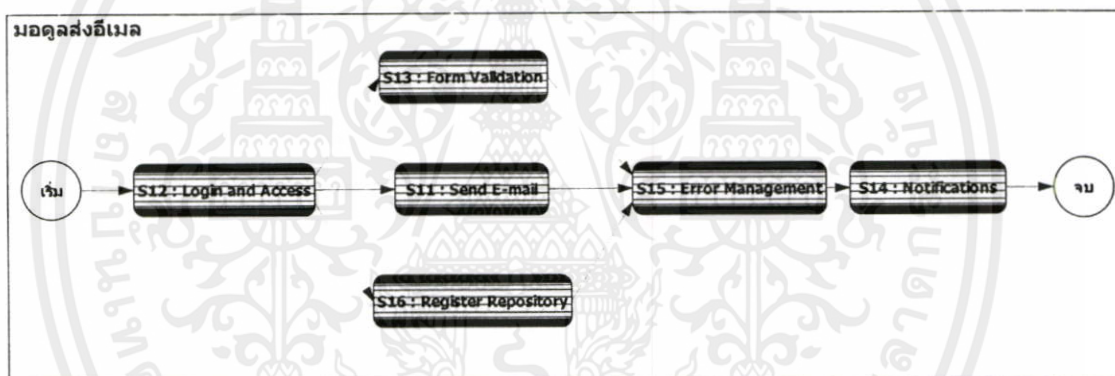 มอดูลส่งอีเมล
S13 : Form Validation
เริ่ม
S12 : Login and Access
S11 : Send E-mail
S15 : Error Management
S14 : Notifications
จบ
S16 : Register Repository